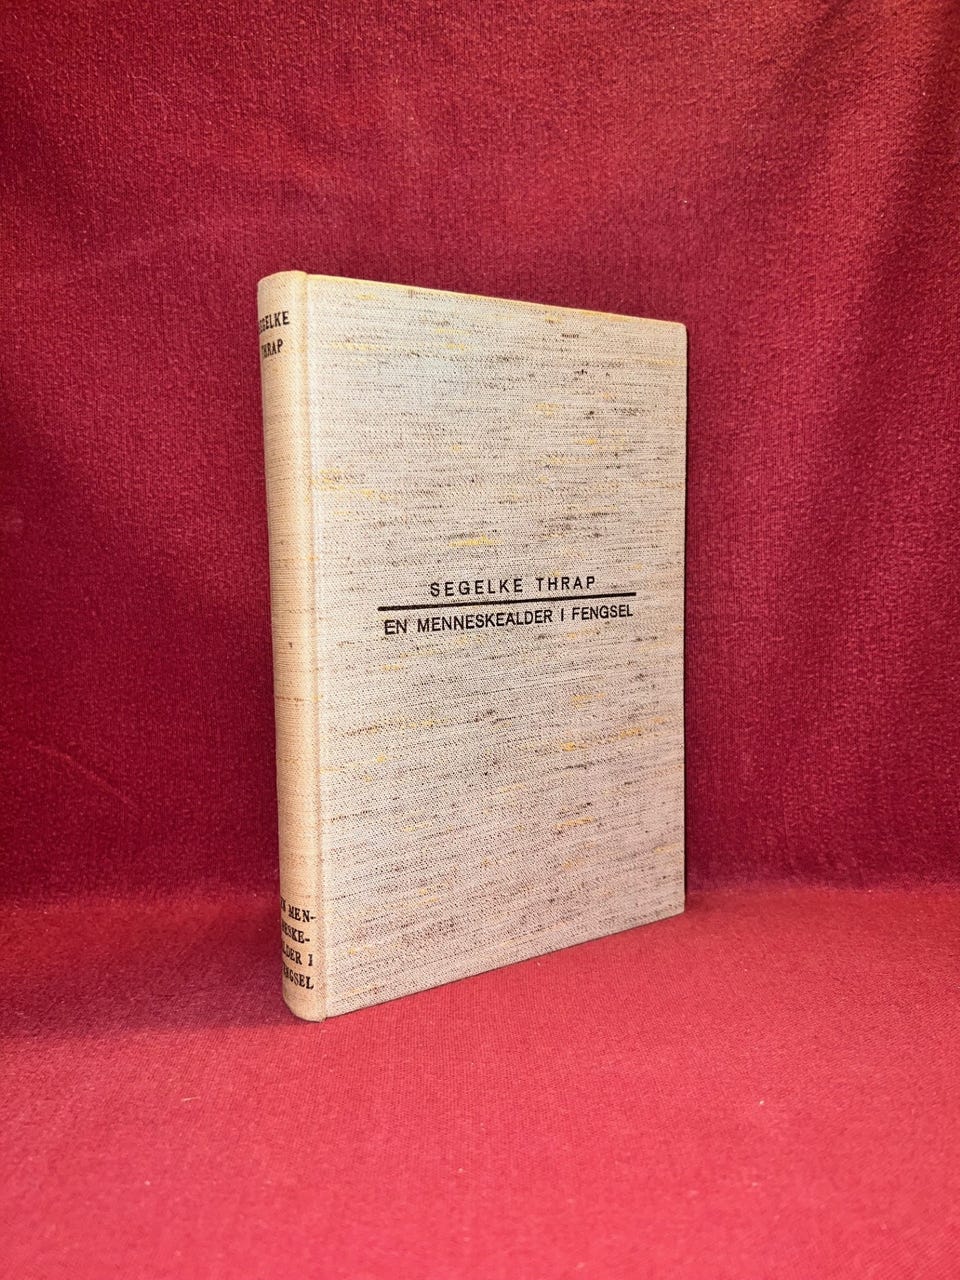 SEGELKE
THRAP
SEGELKE THRAP
EN MENNESKEALDER I FENGSEL
EN MEN-
NESKE-
ALDER I
FENGSEL